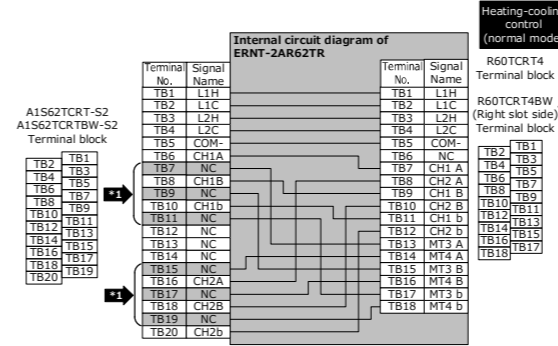 Heating-coolin
control
(normal mode
Internal circuit diagram of
ERNT-2AR62TR
R60TCRT4
Terminal block
R60TCRT4BW
(Right slot side)
Terminal block
A1S62TCRT-S2
A1S62TCRTBW-S2
Terminal block
TB1
TB2
TB3
TB4
TB5
TB6
TB7
TB8
TB9
TB10
TB11
TB12
TB13
TB14
TB15
TB16
TB17
TB18
TB19
TB20
*1
*1
Terminal No. Signal Name
TB1 L1H
TB2 L1C
TB3 L2H
TB4 L2C
TB5 COM-
TB6 CH1A
TB7 NC
TB8 CH1B
TB9 NC
TB10 CH1b
TB11 NC
TB12 NC
TB13 NC
TB14 NC
TB15 NC
TB16 CH2A
TB17 NC
TB18 CH2B
TB19 NC
TB20 CH2b
Terminal No. Signal Name
TB1 L1H
TB2 L1C
TB3 L2H
TB4 L2C
TB5 COM-
TB6 NC
TB7 CH1 A
TB8 CH2 A
TB9 CH1 B
TB10 CH2 B
TB11 CH1 b
TB12 CH2 b
TB13 MT3 A
TB14 MT4 A
TB15 MT3 B
TB16 MT4 B
TB17 MT3 b
TB18 MT4 b
TB1
TB2
TB3
TB4
TB5
TB6
TB7
TB8
TB9
TB10
TB11
TB12
TB13
TB14
TB15
TB16
TB17
TB18